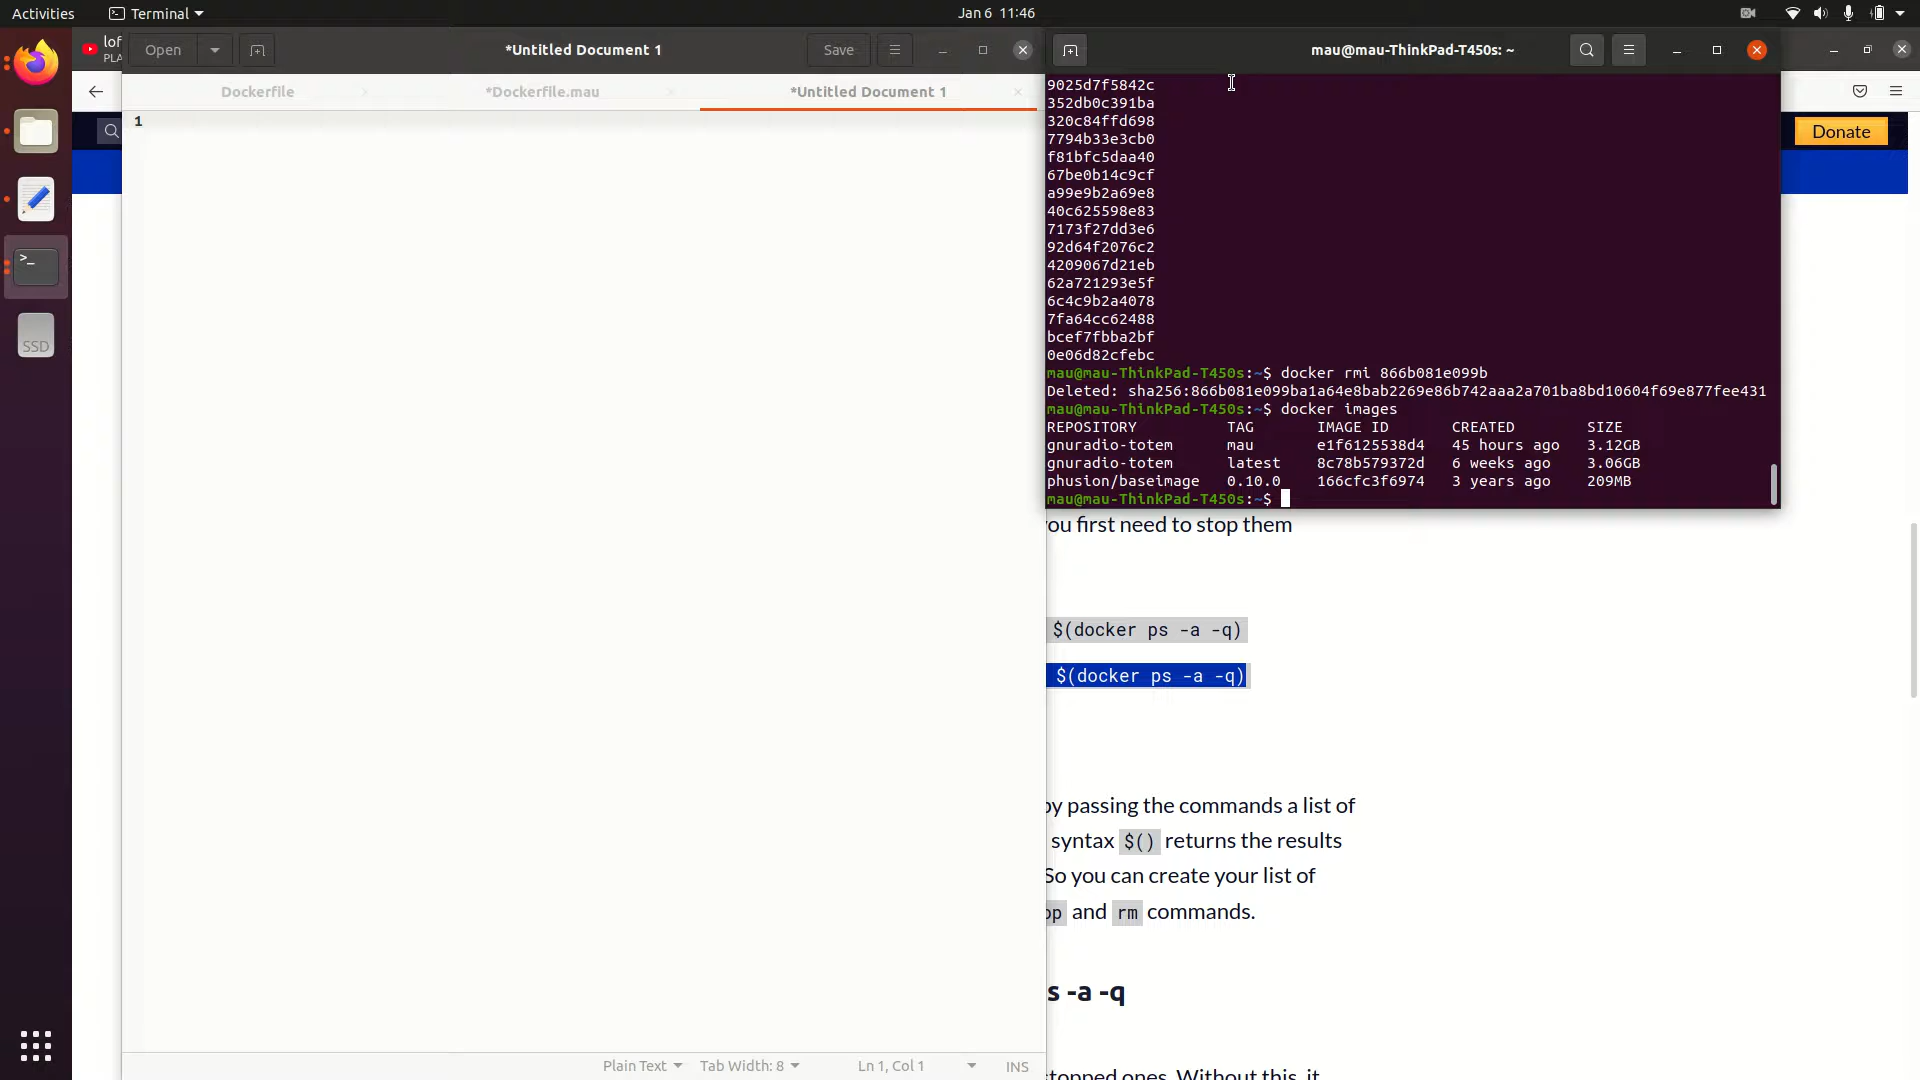 Activities
Terminal
Jan 6 11:46
lof
PLA
Open
*Untitled Document 1
Save
mau@mau-ThinkPad-T450s: ~
Dockerfile
*Dockerfile.mau
*Untitled Document 1
Donate
1
9025d7f5842c
352db0c391ba
320c84ffd698
7794b33e3cb0
f81bfc5daa40
67be0b14c9cf
a99e9b2a69e8
40c625598e83
7173f27dd3e6
92d64f2076c2
4209067d21eb
62a721293e5f
6c4c9b2a4078
7fa64cc62488
bcef7fbba2bf
0e06d82cfebc
mau@mau-ThinkPad-T450s:~$ docker rmi 866b081e099b
Deleted: sha256:866b081e099ba1a64e8bab2269e86b742aaa2a701ba8bd10604f69e877fee431
mau@mau-ThinkPad-T450s:~$ docker images
REPOSITORY TAG IMAGE ID CREATED SIZE
gnuradio-totem mau e1f6125538d4 45 hours ago 3.12GB
gnuradio-totem latest 8c78b579372d 6 weeks ago 3.06GB
phusion/baseimage 0.10.0 166cfc3f6974 3 years ago 209MB
mau@mau-ThinkPad-T450s:~$
SSD
you first need to stop them
$(docker ps -a -q)
$(docker ps -a -q)
by passing the commands a list of
syntax $() returns the results
So you can create your list of
op and rm commands.
s -a -q
stopped ones. Without this, it
Plain Text
Tab Width: 8
Ln 1, Col 1
INS